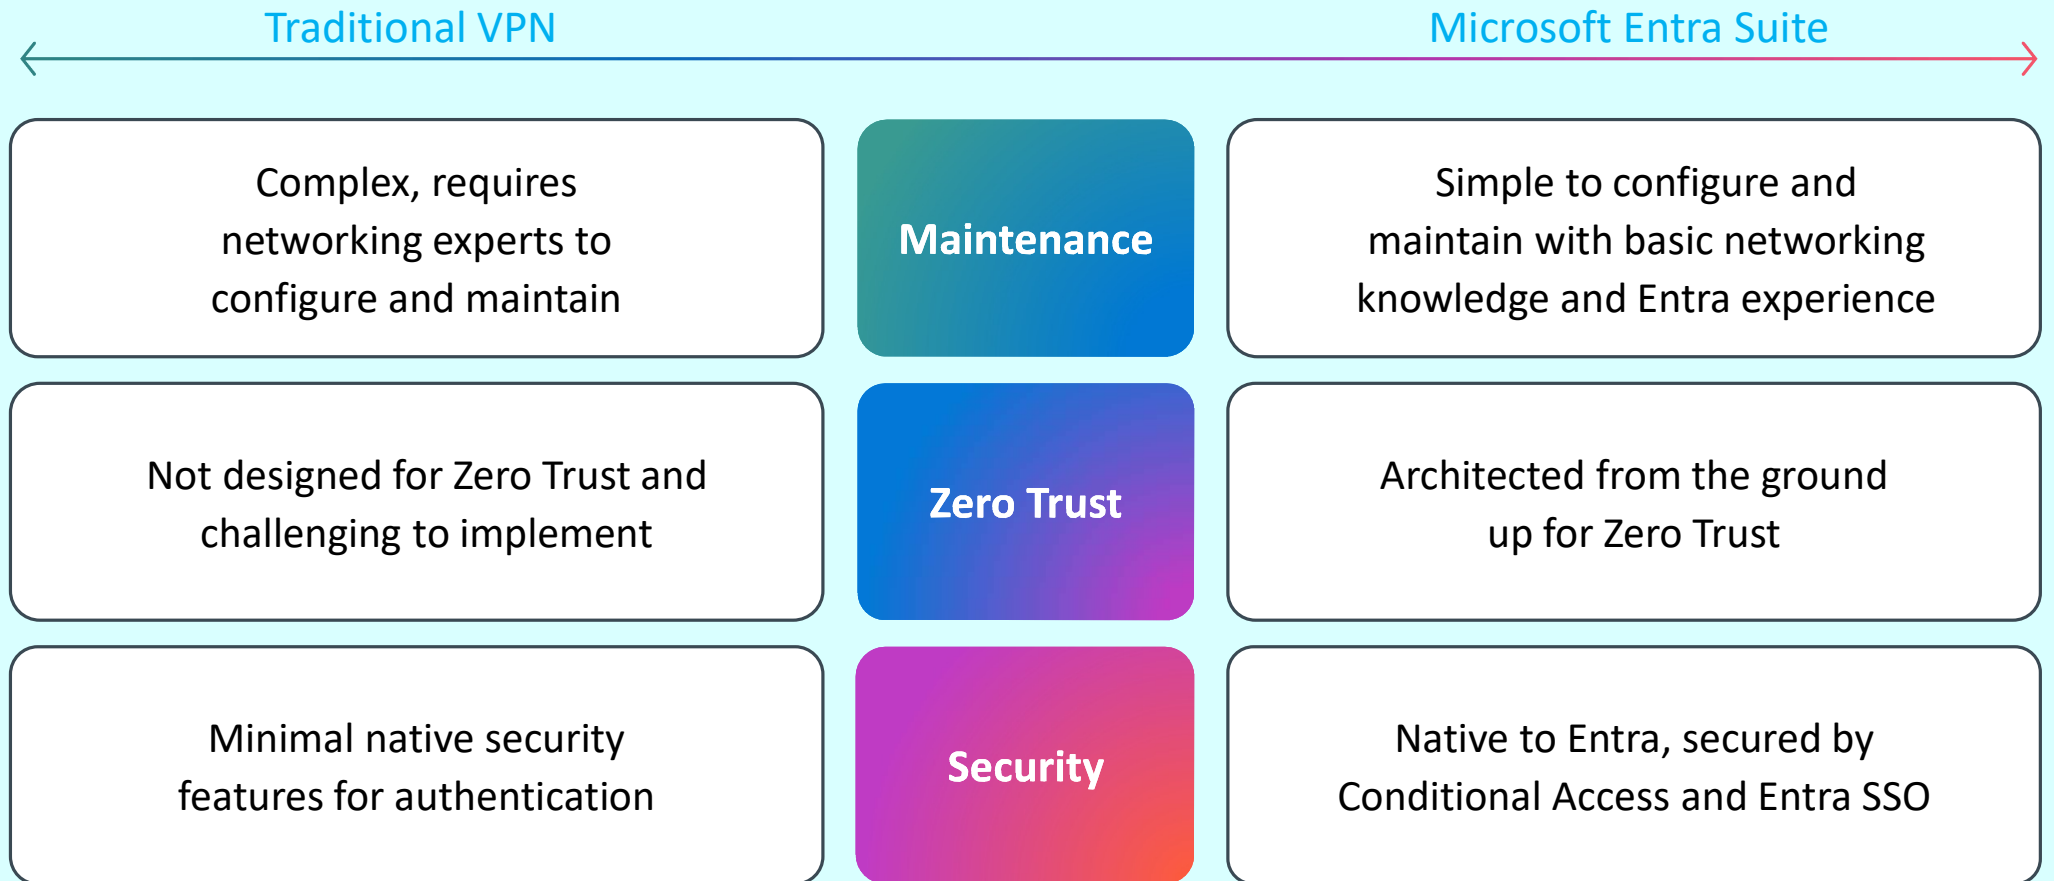 Traditional VPN
Microsoft Entra Suite
Complex, requires
networking experts to
configure and maintain
Maintenance
Simple to configure and
maintain with basic networking
knowledge and Entra experience
Not designed for Zero Trust and
challenging to implement
Zero Trust
Architected from the ground
up for Zero Trust
Minimal native security
features for authentication
Security
Native to Entra, secured by
Conditional Access and Entra SSO